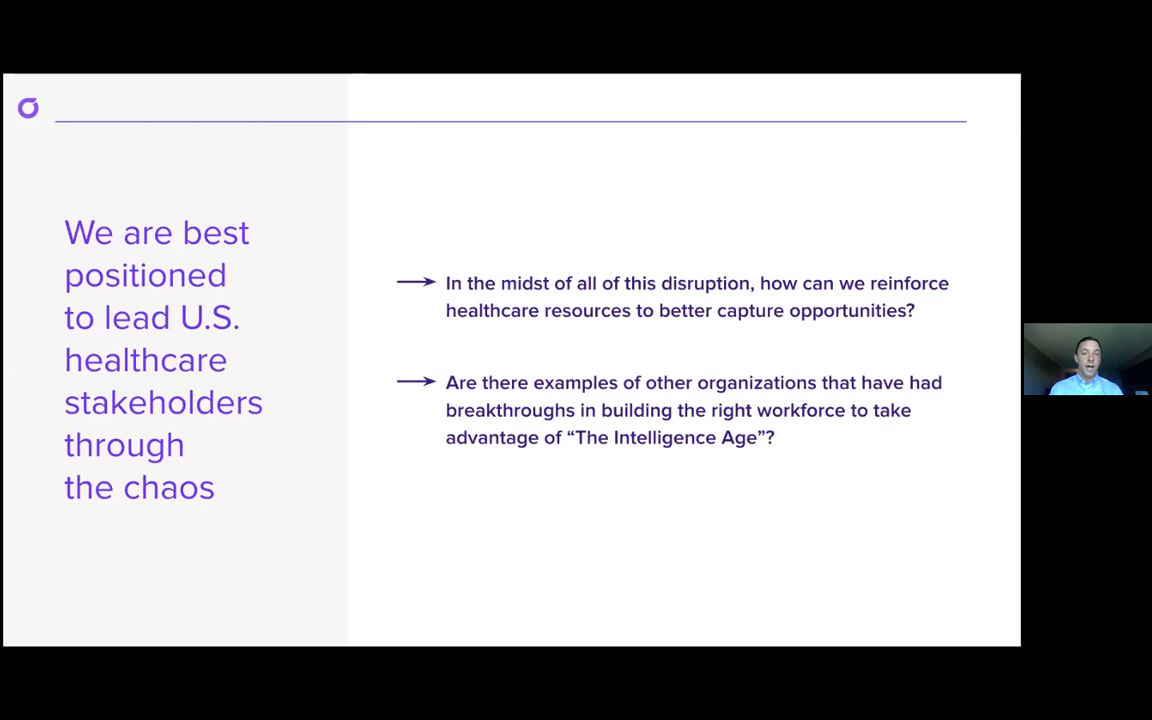 We are best
positioned
to lead U.S.
healthcare
stakeholders
through
the chaos
In the midst of all of this disruption, how can we reinforce
healthcare resources to better capture opportunities?
Are there examples of other organizations that have had
breakthroughs in building the right workforce to take
advantage of “The Intelligence Age”?